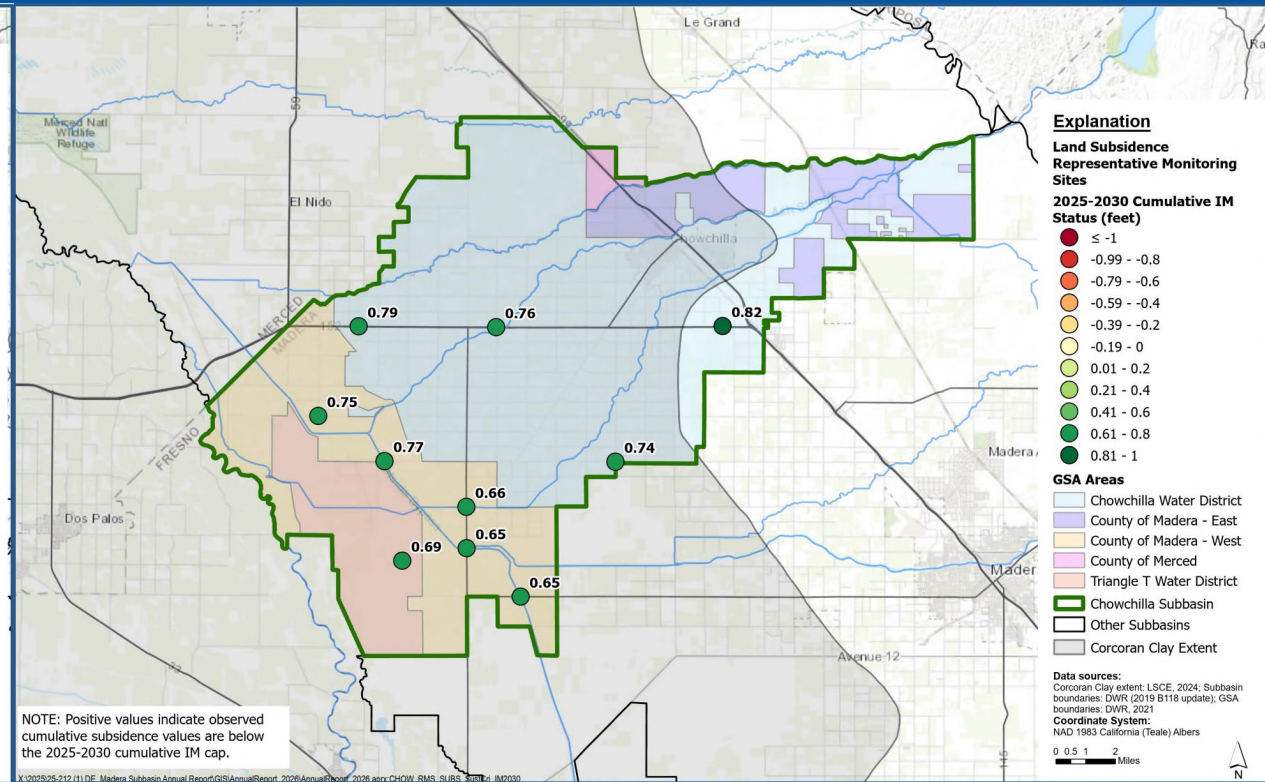 Le Grand
59
99
Merced Natl
Wildlife
Refuge
El Nido
Chowchilla
MERCED
MADERA
152
0.79
0.76
0.82
0.75
0.77
0.74
0.66
0.65
0.69
0.65
FRESNO
Dos Palos
Madera
Mader
33
Avenue 12
145
NOTE: Positive values indicate observed
cumulative subsidence values are below
the 2025-2030 cumulative IM cap.
Explanation
Land Subsidence
Representative Monitoring
Sites
2025-2030 Cumulative IM
Status (feet)
≤ -1
-0.99 - -0.8
-0.79 - -0.6
-0.59 - -0.4
-0.39 - -0.2
-0.19 - 0
0.01 - 0.2
0.21 - 0.4
0.41 - 0.6
0.61 - 0.8
0.81 - 1
GSA Areas
Chowchilla Water District
County of Madera - East
County of Madera - West
County of Merced
Triangle T Water District
Chowchilla Subbasin
Other Subbasins
Corcoran Clay Extent
Data sources:
Corcoran Clay extent: LSCE, 2024; Subbasin
boundaries: DWR (2019 B118 update); GSA
boundaries: DWR, 2021
Coordinate System:
NAD 1983 California (Teale) Albers
0 0.5 1 2
Miles
N